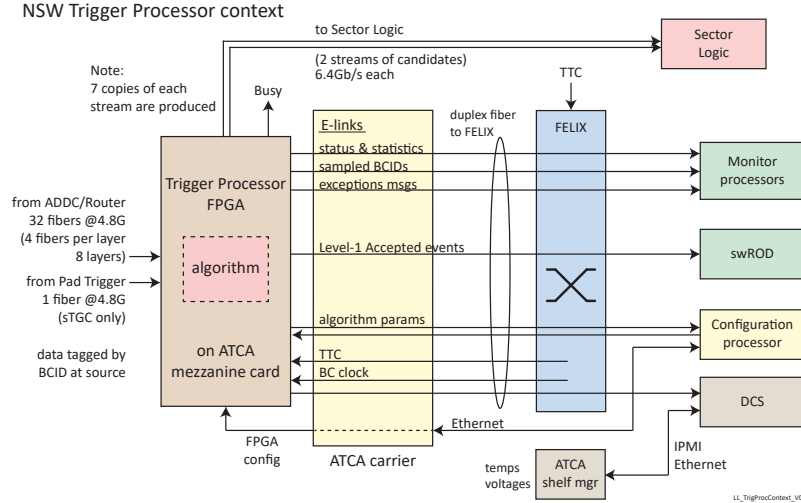 NSW Trigger Processor context
to Sector Logic
(2 streams of candidates)
6.4Gb/s each
Sector
Logic
Note:
7 copies of each
stream are produced
Busy
TTC
E-links
duplex fiber
to FELIX
FELIX
status & statistics
sampled BCIDs
exceptions msgs
Monitor
processors
Trigger Processor
FPGA
from ADDC/Router
32 fibers @4.8G
(4 fibers per layer
8 layers)
algorithm
Level-1 Accepted events
swROD
from Pad Trigger
1 fiber @4.8G
(sTGC only)
algorithm params
Configuration
processor
data tagged by
BCID at source
on ATCA
mezzanine card
TTC
BC clock
DCS
Ethernet
FPGA
config
ATCA carrier
temps
voltages
ATCA
shelf mgr
IPMI
Ethernet